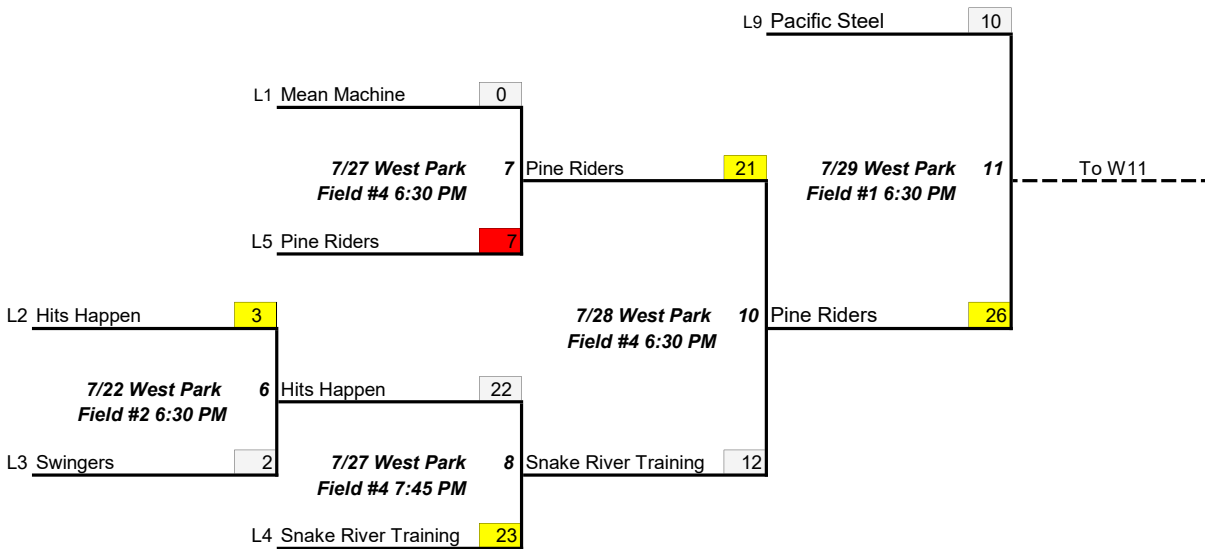 L9 Pacific Steel 10
L1 Mean Machine 0
7/27 West Park 7 Pine Riders 21
Field #4 6:30 PM
7/29 West Park 11 To W11
Field #1 6:30 PM
L5 Pine Riders 7
L2 Hits Happen 3
7/28 West Park 10 Pine Riders 26
Field #4 6:30 PM
7/22 West Park 6 Hits Happen 22
Field #2 6:30 PM
L3 Swingers 2
7/27 West Park 8 Snake River Training 12
Field #4 7:45 PM
L4 Snake River Training 23